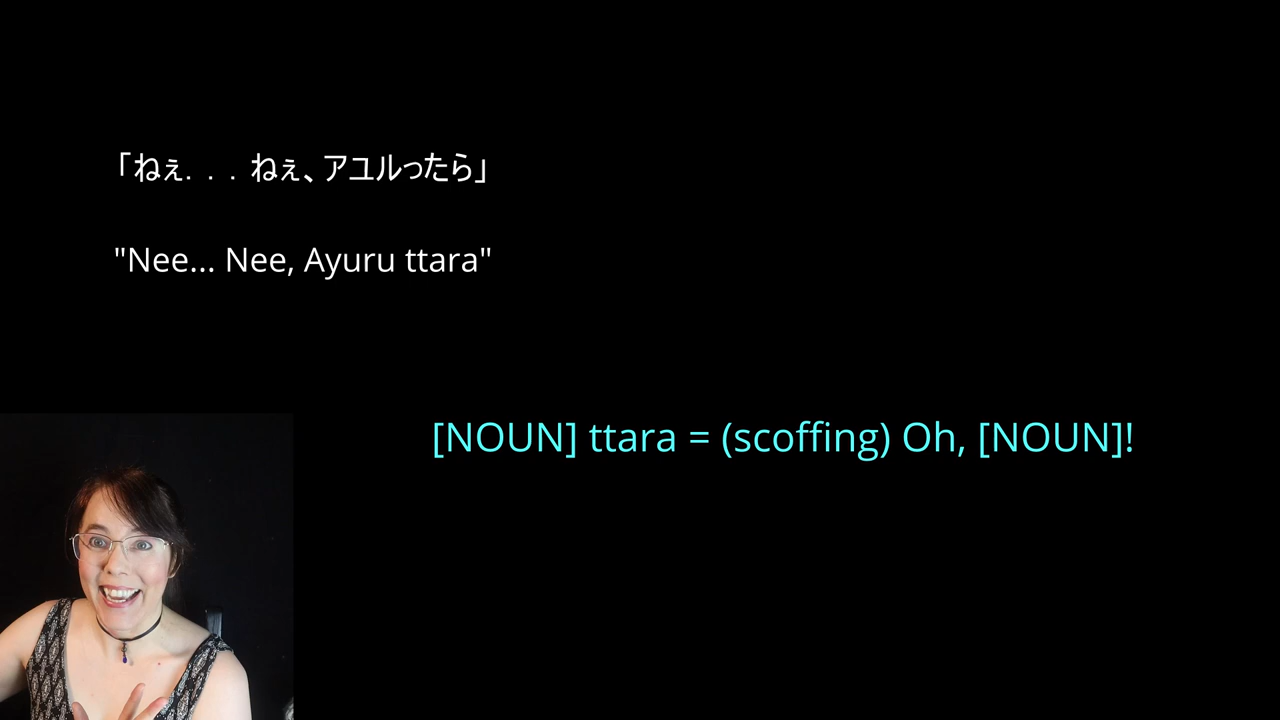 「ねぇ．．．ねぇ、アユルったら」
"Nee... Nee, Ayuru ttara"
[NOUN] ttara = (scoffing) Oh, [NOUN]!